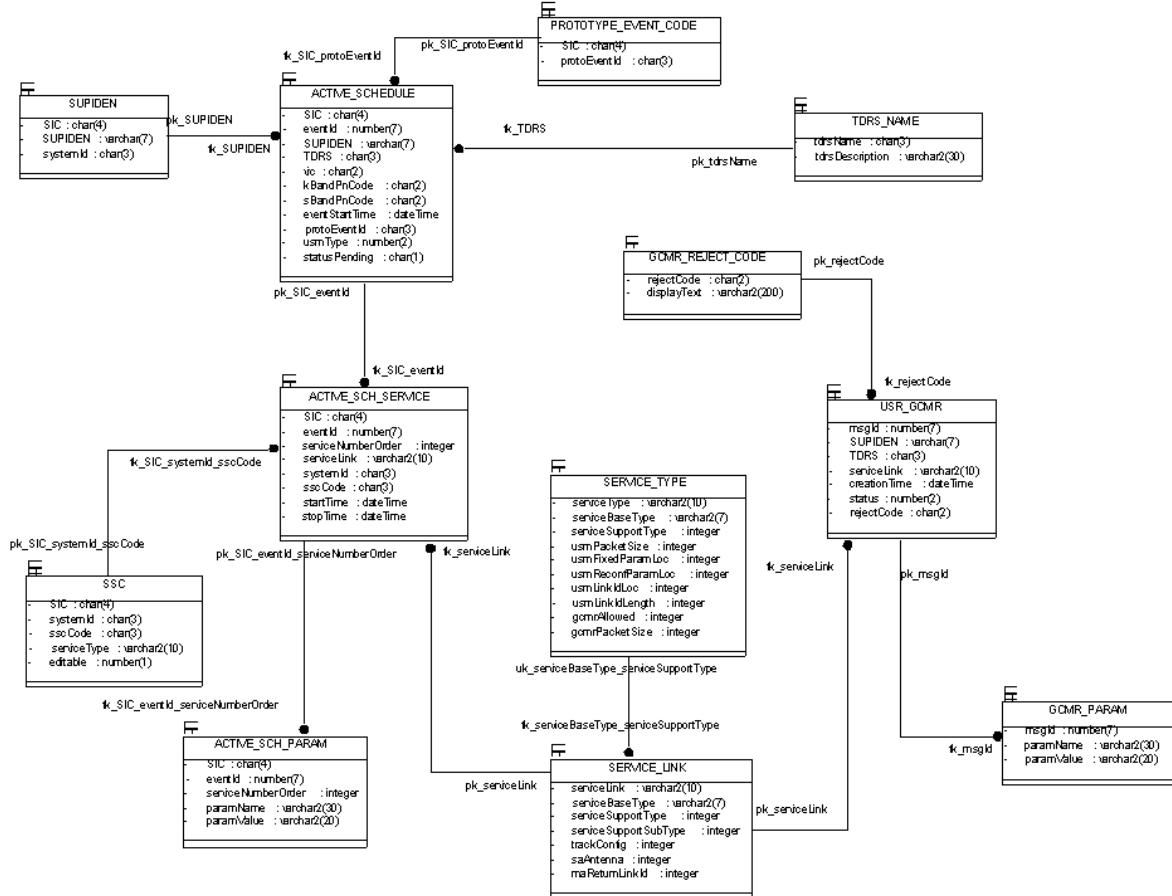 PROTOTYPE_EVENT_CODE
- SIC : char(4)
- protoEventId : char(3)
pk_SIC_protoEventId
fk_SIC_protoEventId
SUPIDEN
- SIC : char(4)
- SUPIDEN : varchar(7)
- systemId : char(3)
pk_SUPIDEN
fk_SUPIDEN
ACTIVE_SCHEDULE
- SIC : char(4)
- eventId : number(7)
- SUPIDEN : varchar(7)
- TDRS : char(3)
- vic : char(2)
- kBandPnCode : char(2)
- sBandPnCode : char(2)
- eventStartTime : dateTime
- protoEventId : char(3)
- usmType : number(2)
- statusPending : char(1)
fk_TDRS
pk_tdrsName
TDRS_NAME
- tdrsName : char(3)
- tdrsDescription : varchar2(30)
GCMR_REJECT_CODE
- rejectCode : char(2)
- displayText : varchar2(200)
pk_rejectCode
fk_rejectCode
pk_SIC_eventId
fk_SIC_eventId
ACTIVE_SCH_SERVICE
- SIC : char(4)
- eventId : number(7)
- serviceNumberOrder : integer
- serviceLink : varchar2(10)
- systemId : char(3)
- sscCode : char(3)
- startTime : dateTime
- stopTime : dateTime
fk_SIC_systemId_sscCode
pk_SIC_systemId_sscCode
pk_SIC_eventId_serviceNumberOrder
fk_serviceLink
USR_GCMR
- msgId : number(7)
- SUPIDEN : varchar(7)
- TDRS : char(3)
- serviceLink : varchar2(10)
- creationTime : dateTime
- status : number(2)
- rejectCode : char(2)
SERVICE_TYPE
- serviceType : varchar2(10)
- serviceBaseType : varchar2(7)
- serviceSupportType : integer
- usmPacketSize : integer
- usmFixedParamLoc : integer
- usmReconfParamLoc : integer
- usmLinkIdLoc : integer
- usmLinkIdLength : integer
- gcmrAllowed : integer
- gcmrPacketSize : integer
fk_serviceLink
pk_msgId
SSC
- SIC : char(4)
- systemId : char(3)
- sscCode : char(3)
- serviceType : varchar2(10)
- editable : number(1)
uk_serviceBaseType_serviceSupportType
fk_SIC_eventId_serviceNumberOrder
fk_serviceBaseType_serviceSupportType
fk_msgId
GCMR_PARAM
- msgId : number(7)
- paramName : varchar2(30)
- paramValue : varchar2(20)
ACTIVE_SCH_PARAM
- SIC : char(4)
- eventId : number(7)
- serviceNumberOrder : integer
- paramName : varchar2(30)
- paramValue : varchar2(20)
pk_serviceLink
SERVICE_LINK
- serviceLink : varchar2(10)
- serviceBaseType : varchar2(7)
- serviceSupportType : integer
- serviceSupportSubType : integer
- trackConfig : integer
- saAntenna : integer
- maReturnLinkId : integer
pk_serviceLink